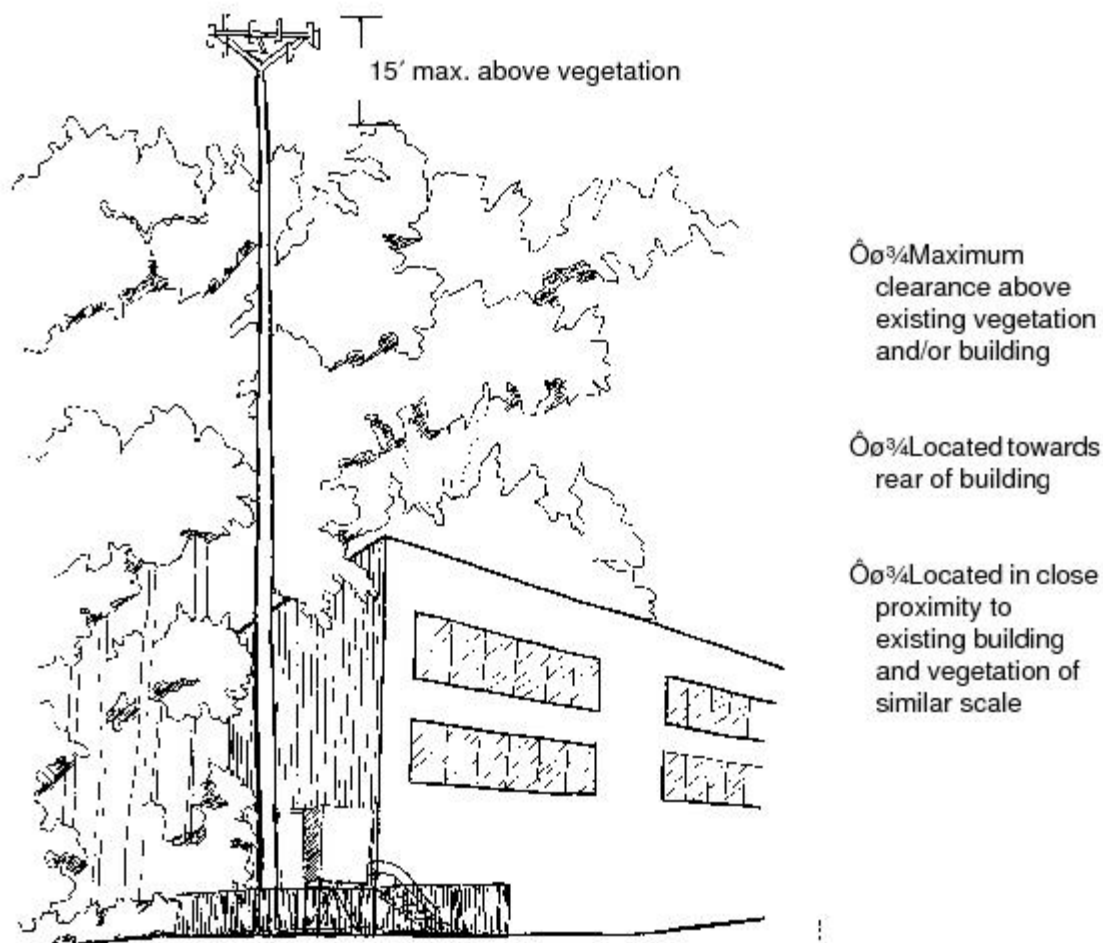 15′ max. above vegetation
Ôø¾Maximum
clearance above
existing vegetation
and/or building
Ôø¾Located towards
rear of building
Ôø¾Located in close
proximity to
existing building
and vegetation of
similar scale